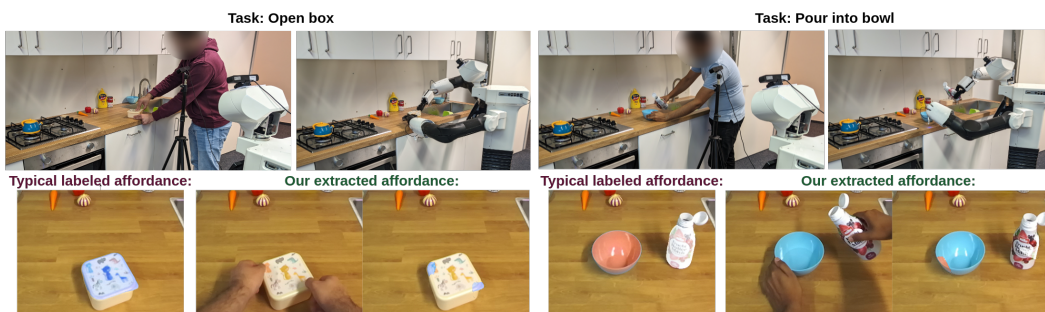 Task: Open box
Task: Pour into bowl
Typical labeled affordance:
Our extracted affordance:
Typical labeled affordance:
Our extracted affordance: